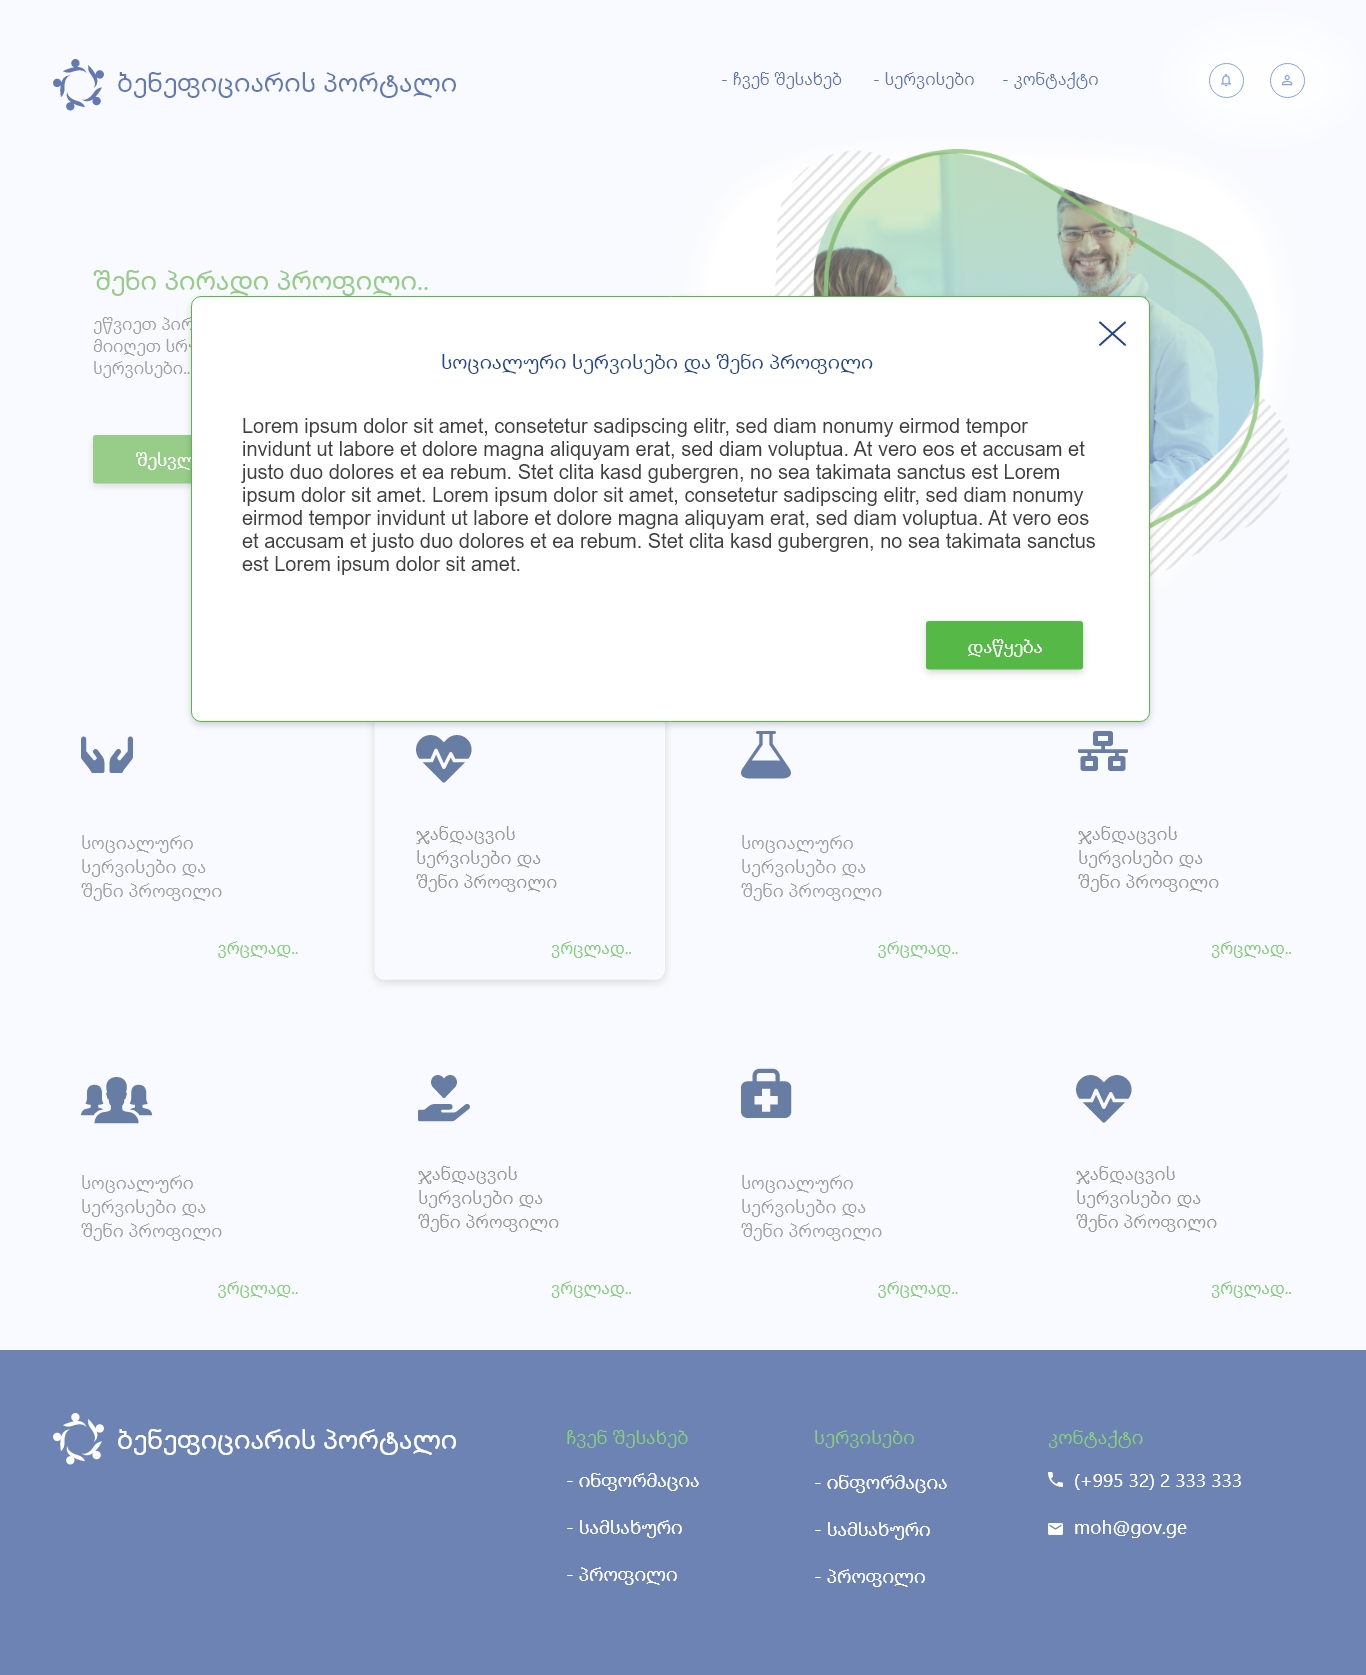 ბენეფიციარის პორტალი
- ჩვენ შესახებ
- სერვისები
- კონტაქტი
შენი პირადი პროფილი..
ეწვიეთ
მიიღეთ
სერვისები..
სოციალური სერვისები და შენი პროფილი
Lorem ipsum dolor sit amet, consetetur sadipscing elitr, sed diam nonumy eirmod tempor
invidunt ut labore et dolore magna aliquyam erat, sed diam voluptua. At vero eos et accusam et
justo duo dolores et ea rebum. Stet clita kasd gubergren, no sea takimata sanctus est Lorem
ipsum dolor sit amet. Lorem ipsum dolor sit amet, consetetur sadipscing elitr, sed diam nonumy
eirmod tempor invidunt ut labore et dolore magna aliquyam erat, sed diam voluptua. At vero eos
et accusam et justo duo dolores et ea rebum. Stet clita kasd gubergren, no sea takimata sanctus
est Lorem ipsum dolor sit amet.
დაწყება
სოციალური
სერვისები და
შენი პროფილი
ვრცლად..
ჯანდაცვის
სერვისები და
შენი პროფილი
ვრცლად..
სოციალური
სერვისები და
შენი პროფილი
ვრცლად..
ჯანდაცვის
სერვისები და
შენი პროფილი
ვრცლად..
სოციალური
სერვისები და
შენი პროფილი
ვრცლად..
ჯანდაცვის
სერვისები და
შენი პროფილი
ვრცლად..
სოციალური
სერვისები და
შენი პროფილი
ვრცლად..
ჯანდაცვის
სერვისები და
შენი პროფილი
ვრცლად..
ბენეფიციარის პორტალი
ჩვენ შესახებ
- ინფორმაცია
- სამსახური
- პროფილი
სერვისები
- ინფორმაცია
- სამსახური
- პროფილი
კონტაქტი
(+995 32) 2 333 333
moh@gov.ge